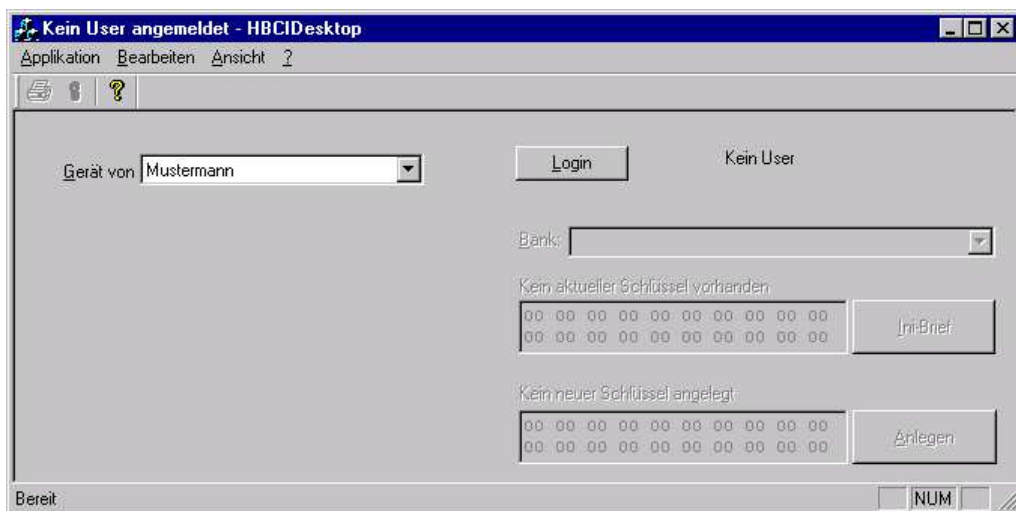 Kein User angemeldet - HBCIDesktop
Applikation Bearbeiten Ansicht ?
Gerät von Mustermann
Login
Kein User
Bank:
Kein aktueller Schlüssel vorhanden
00 00 00 00 00 00 00 00 00 00
00 00 00 00 00 00 00 00 00 00
Ini-Brief
Kein neuer Schlüssel angelegt
00 00 00 00 00 00 00 00 00 00
00 00 00 00 00 00 00 00 00 00
Anlegen
Bereit
NUM